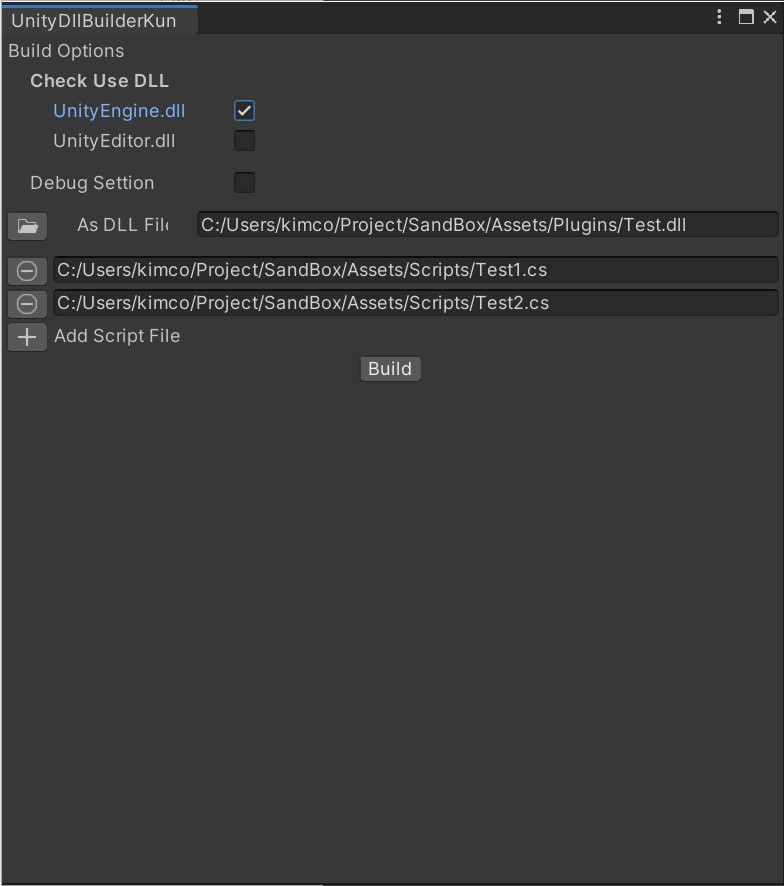 UnityDllBuilderKun
Build Options
Check Use DLL
UnityEngine.dll
UnityEditor.dll
Debug Settion
As DLL Fil
C:/Users/kimco/Project/SandBox/Assets/Plugins/Test.dll
C:/Users/kimco/Project/SandBox/Assets/Scripts/Test1.cs
C:/Users/kimco/Project/SandBox/Assets/Scripts/Test2.cs
Add Script File
Build